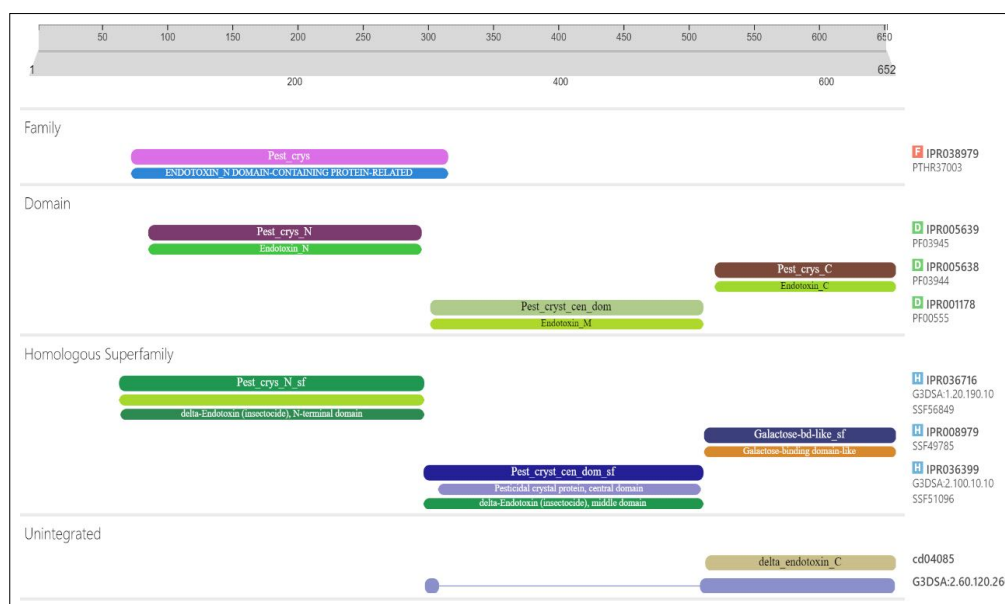 50 100 150 200 250 300 350 400 450 500 550 600 650
1 652
200 400 600
Family
Pest_crys
ENDOTOXIN_N DOMAIN-CONTAINING PROTEIN-RELATED
F IPR038979
PTHR37003
Domain
Pest_crys_N
Endotoxin_N
D IPR005639
PF03945
Pest_crys_C
Endotoxin_C
D IPR005638
PF03944
Pest_cryst_cen_dom
Endotoxin_M
D IPR001178
PF00555
Homologous Superfamily
Pest_crys_N_sf
delta-Endotoxin (insectocide), N-terminal domain
H IPR036716
G3DSA:1.20.190.10
SSF56849
Galactose-bd-like_sf
Galactose-binding domain-like
H IPR008979
SSF49785
Pest_cryst_cen_dom_sf
Pesticidal crystal protein, central domain
delta-Endotoxin (insectocide), middle domain
H IPR036399
G3DSA:2.100.10.10
SSF51096
Unintegrated
delta_endotoxin_C
cd04085
G3DSA:2.60.120.26